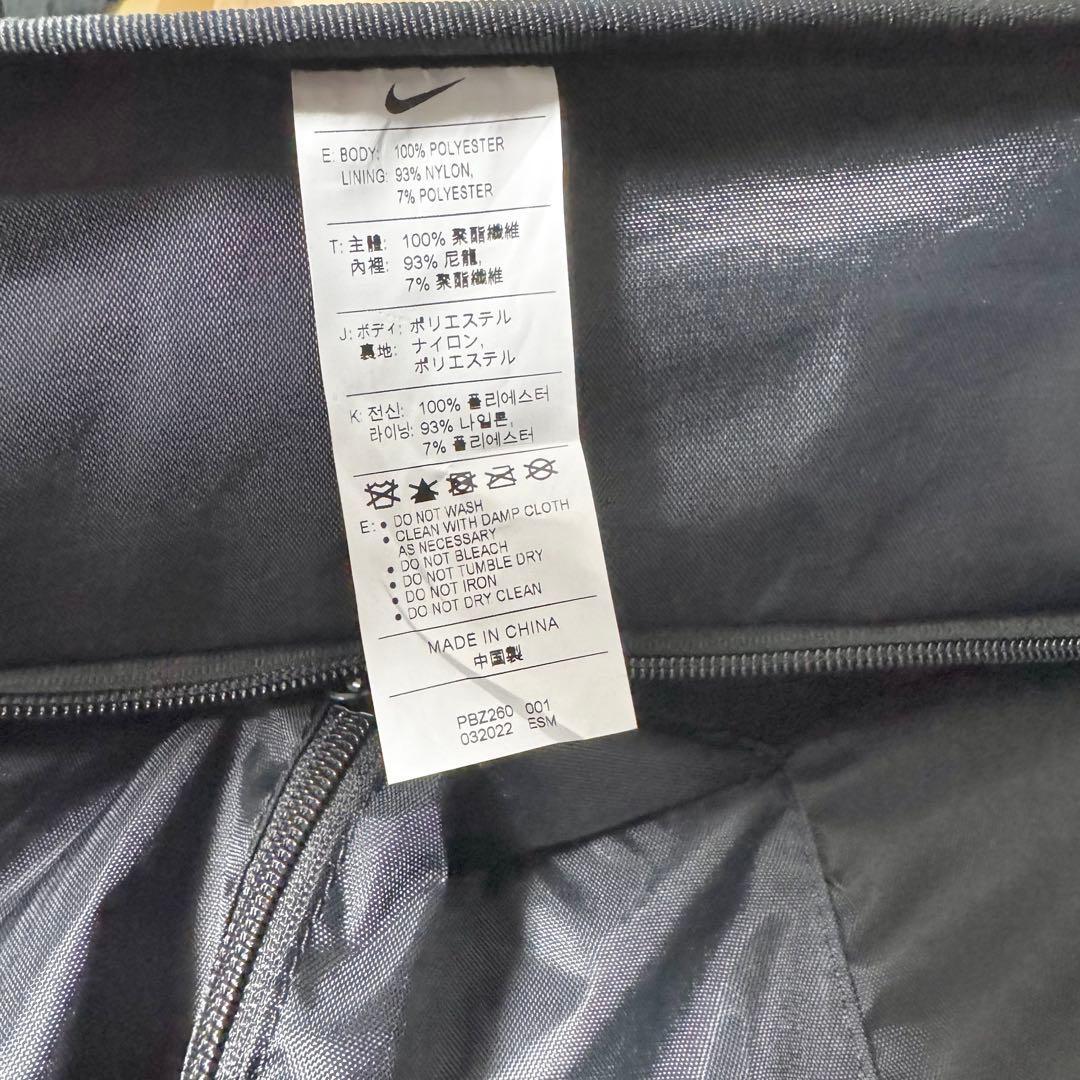 E: BODY: 100% POLYESTER
LINING: 93% NYLON,
7% POLYESTER
T: 主體: 100% 聚酯纖維
內裡: 93% 尼龍,
7% 聚酯纖維
J: ボディ: ポリエステル
裏地: ナイロン,
ポリエステル
K: 전신: 100% 폴리에스터
라이닝: 93% 나일론,
7% 폴리에스터
E: • DO NOT WASH
• CLEAN WITH DAMP CLOTH
AS NECESSARY
• DO NOT BLEACH
• DO NOT TUMBLE DRY
• DO NOT IRON
• DO NOT DRY CLEAN
MADE IN CHINA
中国製
PBZ260 001
032022 ESM